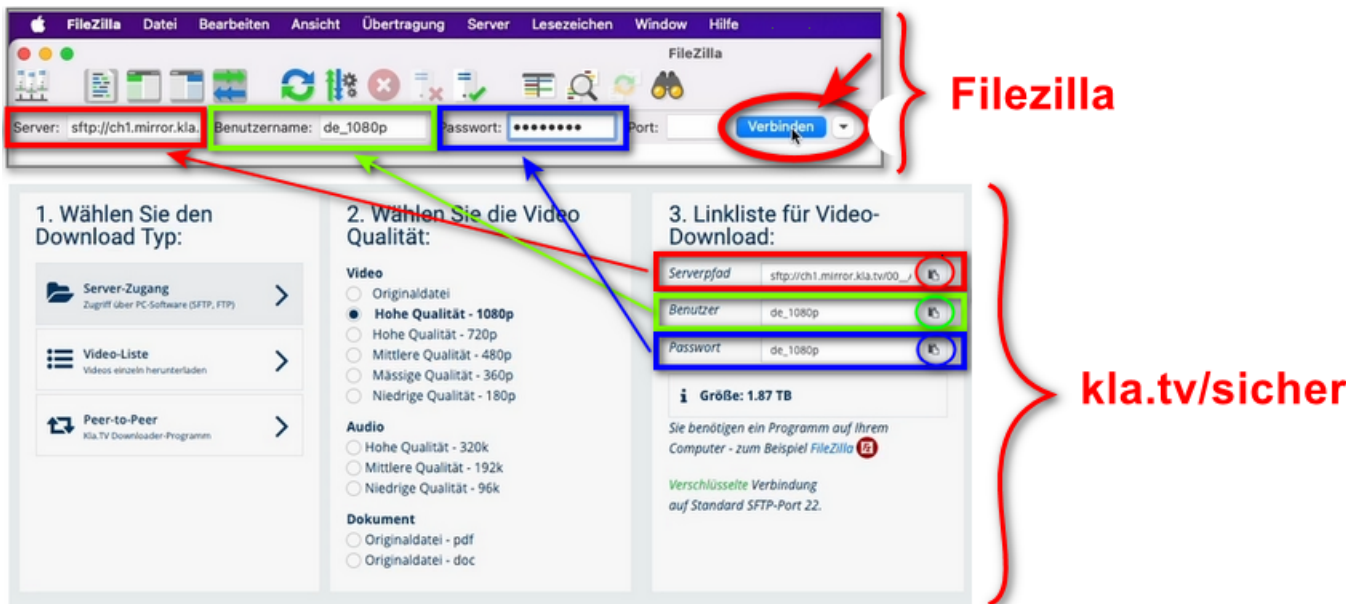 FileZilla Datei Bearbeiten Ansicht Übertragung Server Lesezeichen Window Hilfe
FileZilla
Server: sftp://ch1.mirror.kla. Benutzername: de_1080p Passwort: •••••••• Port: Verbinden
Filezilla
1. Wählen Sie den
Download Typ:
Server-Zugang
Zugriff über PC-Software (SFTP, FTP)
Video-Liste
Videos einzeln herunterladen
Peer-to-Peer
Kla.TV Downloader-Programm
2. Wählen Sie die Video
Qualität:
Video
Originaldatei
Hohe Qualität - 1080p
Hohe Qualität - 720p
Mittlere Qualität - 480p
Mässige Qualität - 360p
Niedrige Qualität - 180p
Audio
Hohe Qualität - 320k
Mittlere Qualität - 192k
Niedrige Qualität - 96k
Dokument
Originaldatei - pdf
Originaldatei - doc
3. Linkliste für Video-
Download:
Serverpfad sftp://ch1.mirror.kla.tv/00__/
Benutzer de_1080p
Passwort de_1080p
i Größe: 1.87 TB
Sie benötigen ein Programm auf Ihrem
Computer - zum Beispiel FileZilla
Verschlüsselte Verbindung
auf Standard SFTP-Port 22.
kla.tv/sicher